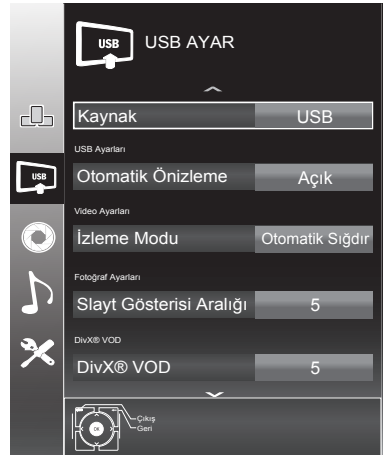 USB USB AYAR
Kaynak USB
USB Ayarları
USB
Otomatik Önizleme Açık
Video Ayarları
İzleme Modu Otomatik Sığdır
Fotoğraf Ayarları
Slayt Gösterisi Aralığı 5
DivX® VOD
DivX® VOD 5
Çıkış
OK
Geri